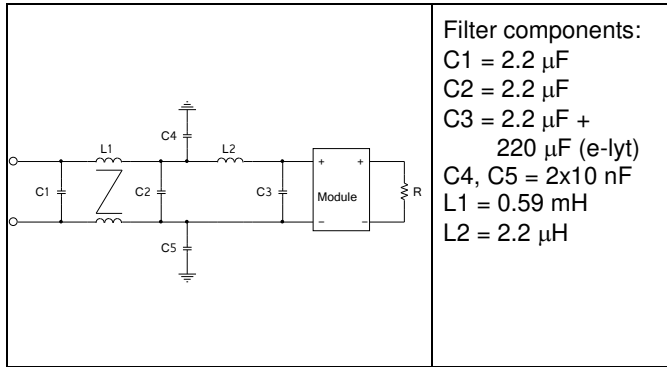 L1
C4
L2
C1
C2
C3
+
+
Module
−
−
R
C5
Filter components:
C1 = 2.2 μF
C2 = 2.2 μF
C3 = 2.2 μF +
220 μF (e-lyt)
C4, C5 = 2x10 nF
L1 = 0.59 mH
L2 = 2.2 μH